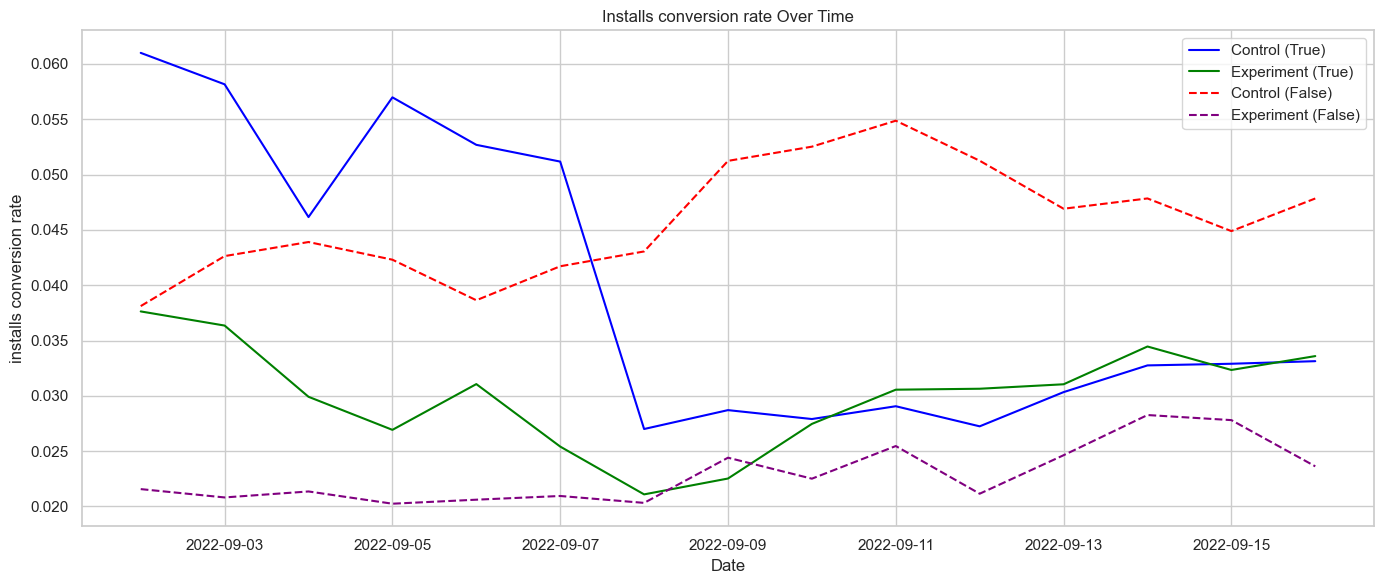 Installs conversion rate Over Time
Control (True)
Experiment (True)
Control (False)
Experiment (False)
installs conversion rate
0.060
0.055
0.050
0.045
0.040
0.035
0.030
0.025
0.020
2022-09-03
2022-09-05
2022-09-07
2022-09-09
2022-09-11
2022-09-13
2022-09-15
Date